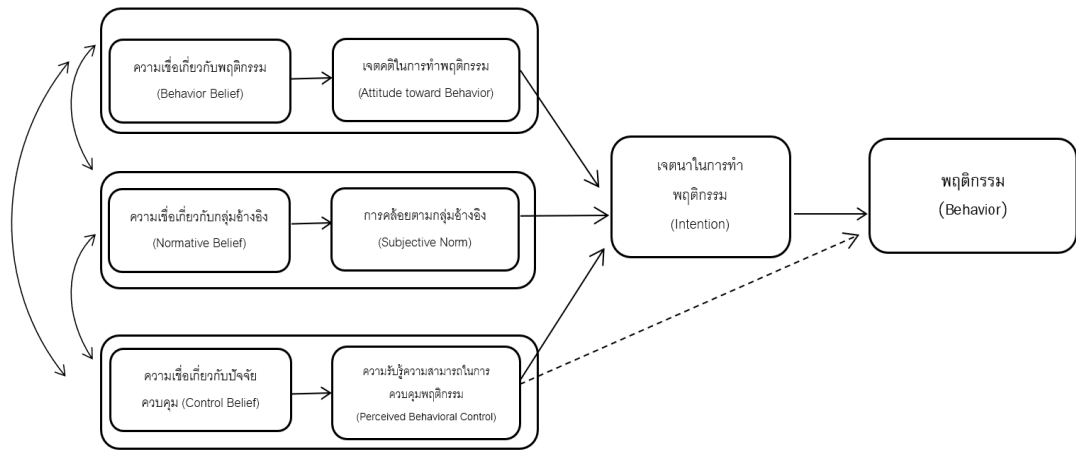 ความเชื่อเกี่ยวกับพฤติกรรม
(Behavior Belief)
เจตคติในการทำพฤติกรรม
(Attitude toward Behavior)
ความเชื่อเกี่ยวกับกลุ่มอ้างอิง
(Normative Belief)
การคล้อยตามกลุ่มอ้างอิง
(Subjective Norm)
ความเชื่อเกี่ยวกับปัจจัย
ควบคุม (Control Belief)
ความรับรู้ความสามารถในการ
ควบคุมพฤติกรรม
(Perceived Behavioral Control)
เจตนาในการทำ
พฤติกรรม
(Intention)
พฤติกรรม
(Behavior)